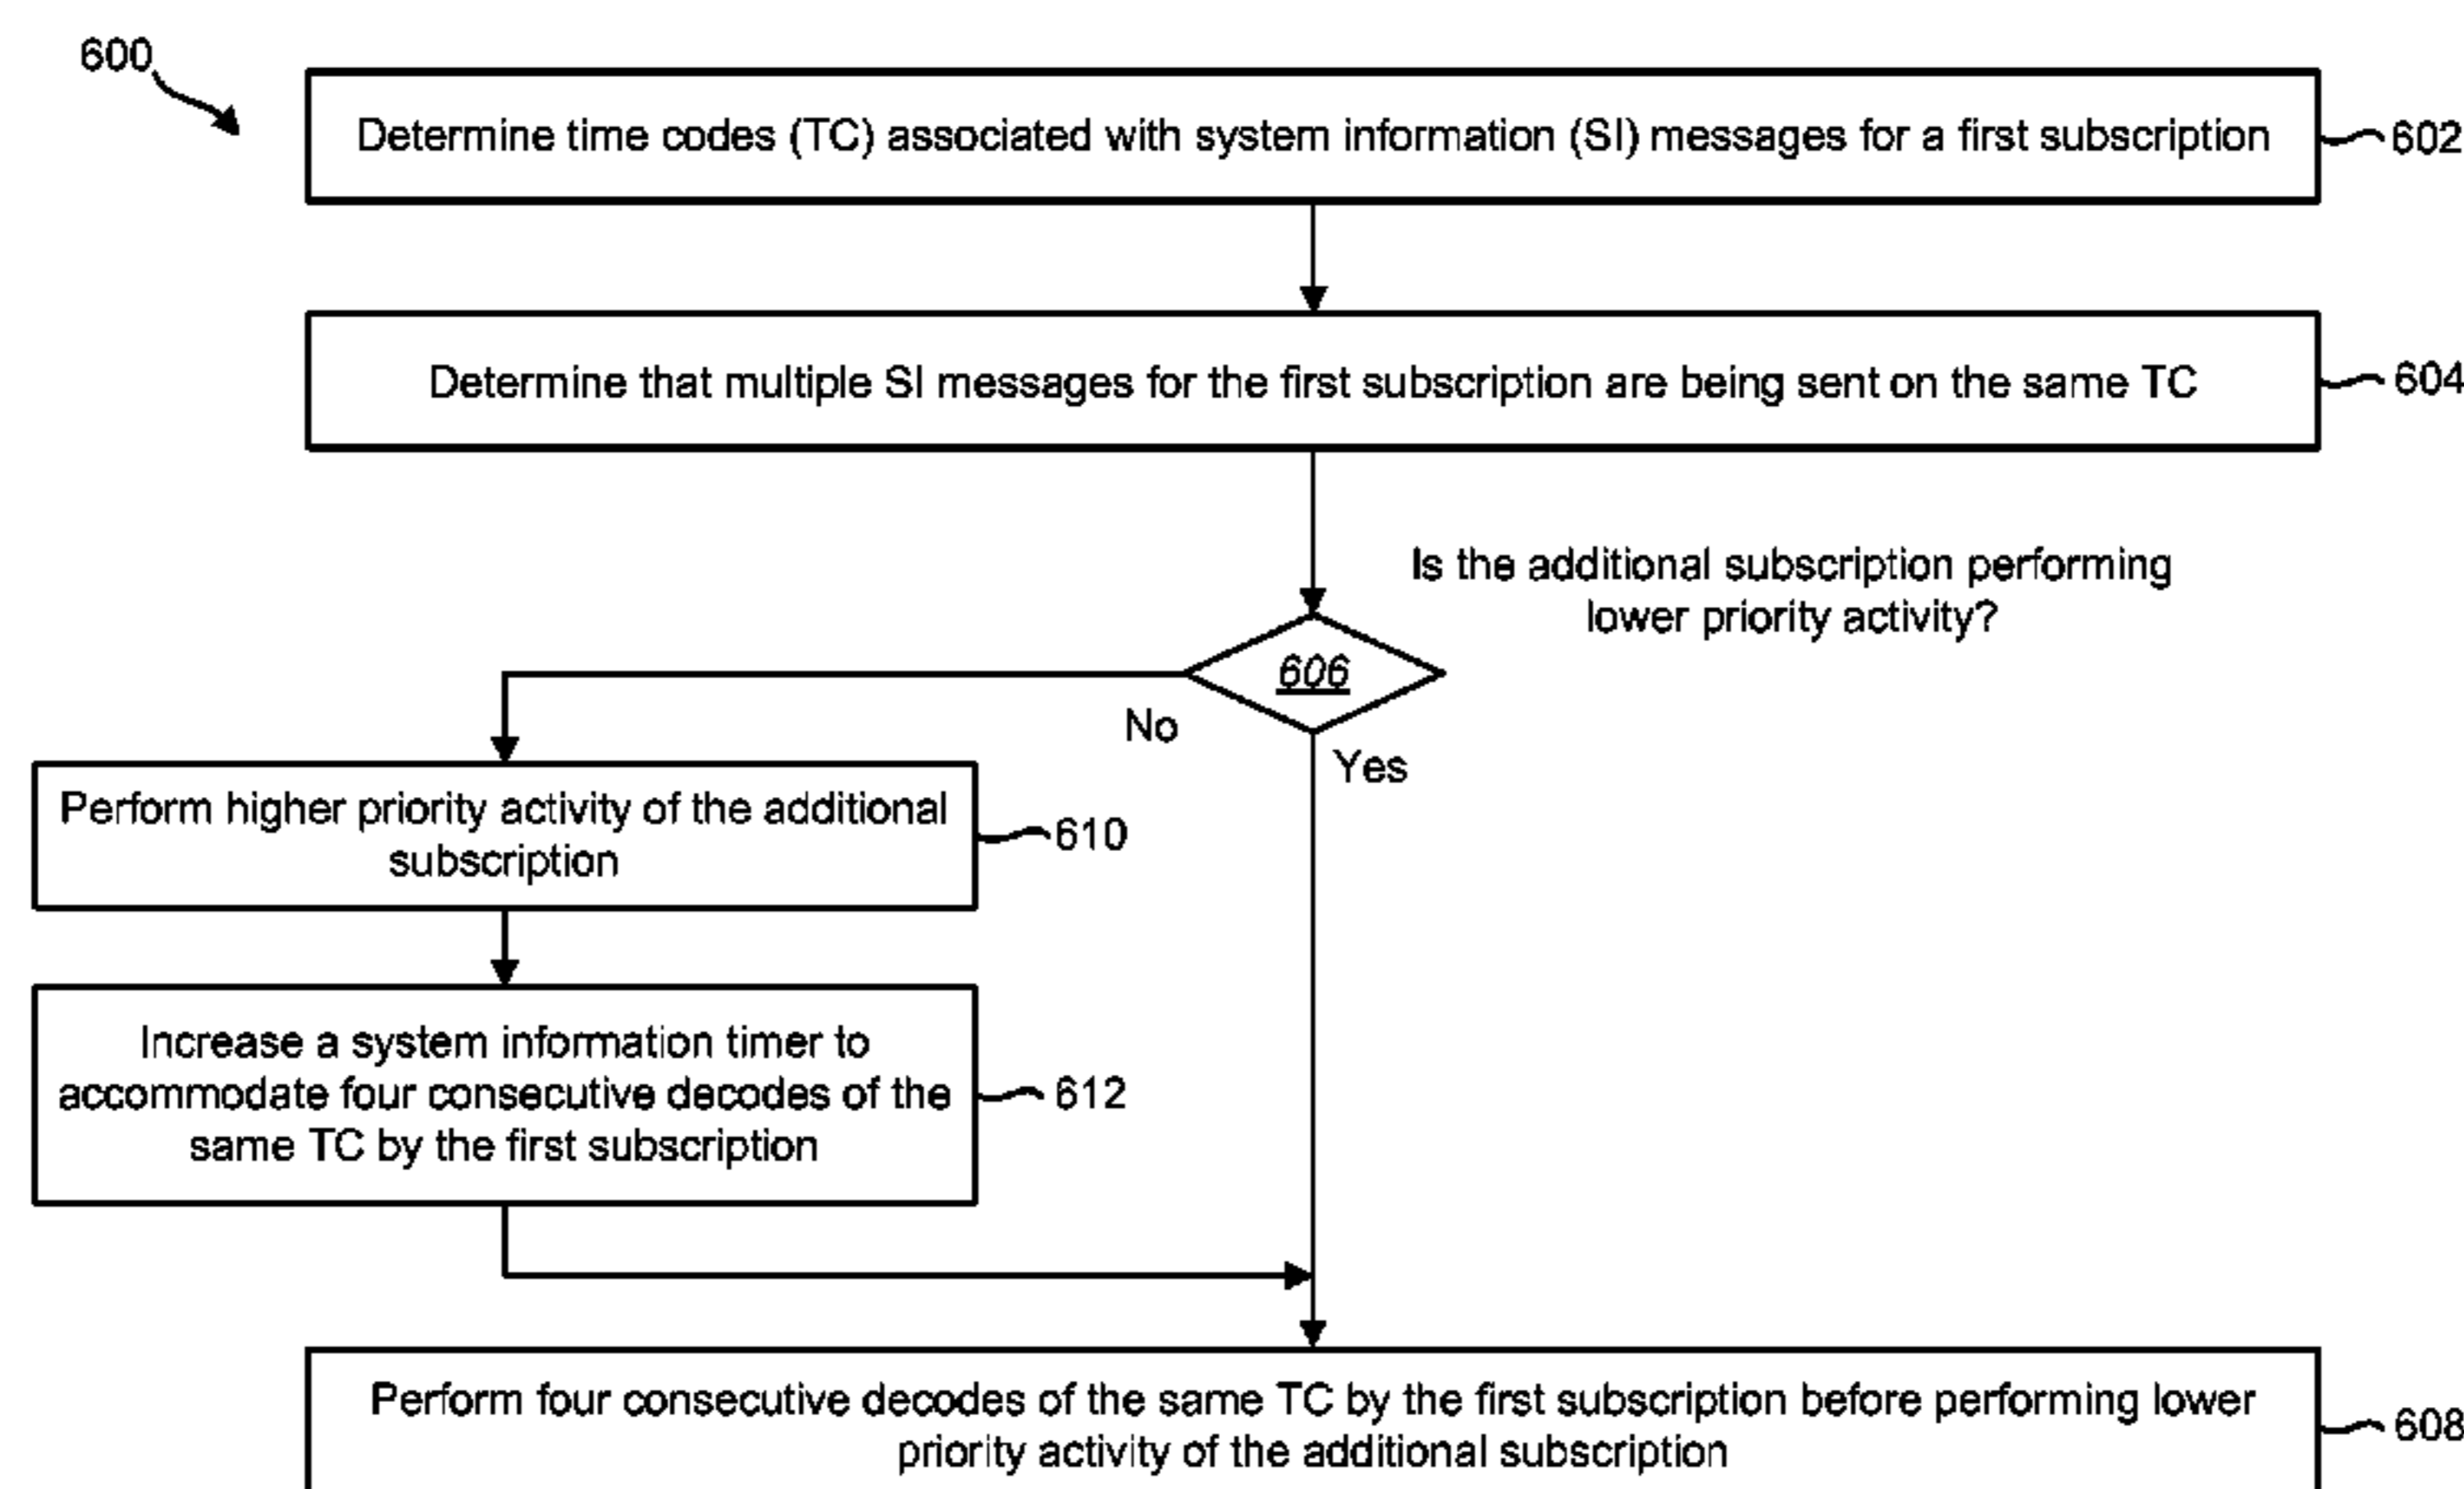 600
Determine time codes (TC) associated with system information (SI) messages for a first subscription
602
Determine that multiple SI messages for the first subscription are being sent on the same TC
604
Is the additional subscription performing
lower priority activity?
606
No
Yes
Perform higher priority activity of the additional
subscription
610
Increase a system information timer to
accommodate four consecutive decodes of the
same TC by the first subscription
612
Perform four consecutive decodes of the same TC by the first subscription before performing lower
priority activity of the additional subscription
608